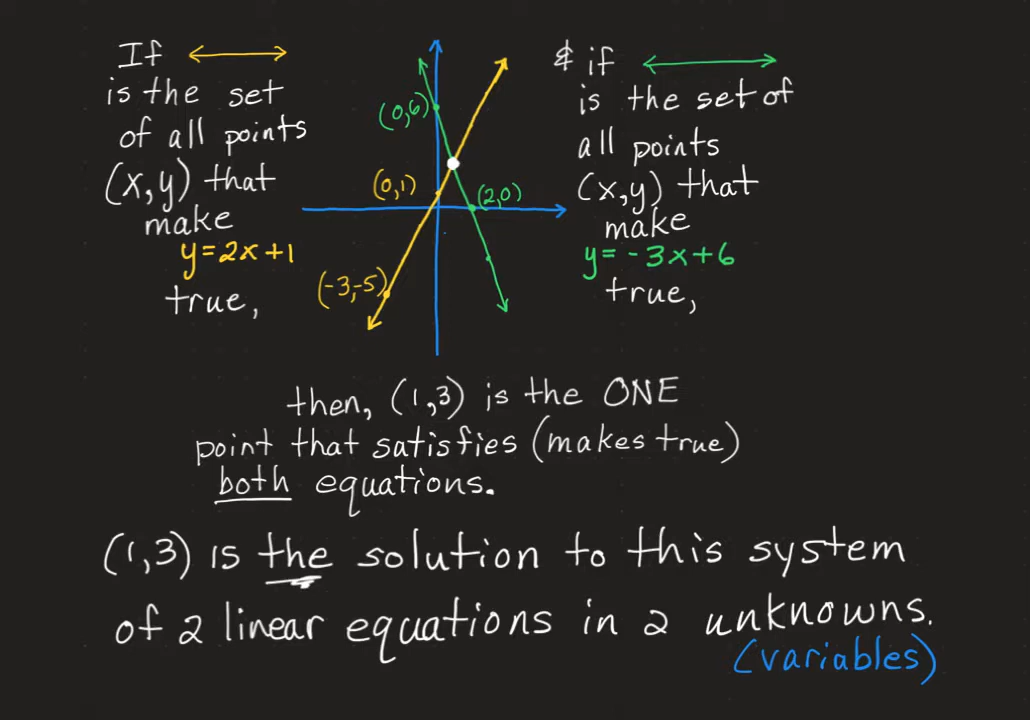 If
is the set
of all points
(x,y) that
make
y=2x+1
true,
(0,6)
(0,1)
(2,0)
(-3,-5)
& if
is the set of
all points
(x,y) that
make
y=-3x+6
true,
then, (1,3) is the ONE
point that satisfies (makes true)
both equations.
(1,3) is the solution to this system
of 2 linear equations in 2 unknowns.
(variables)